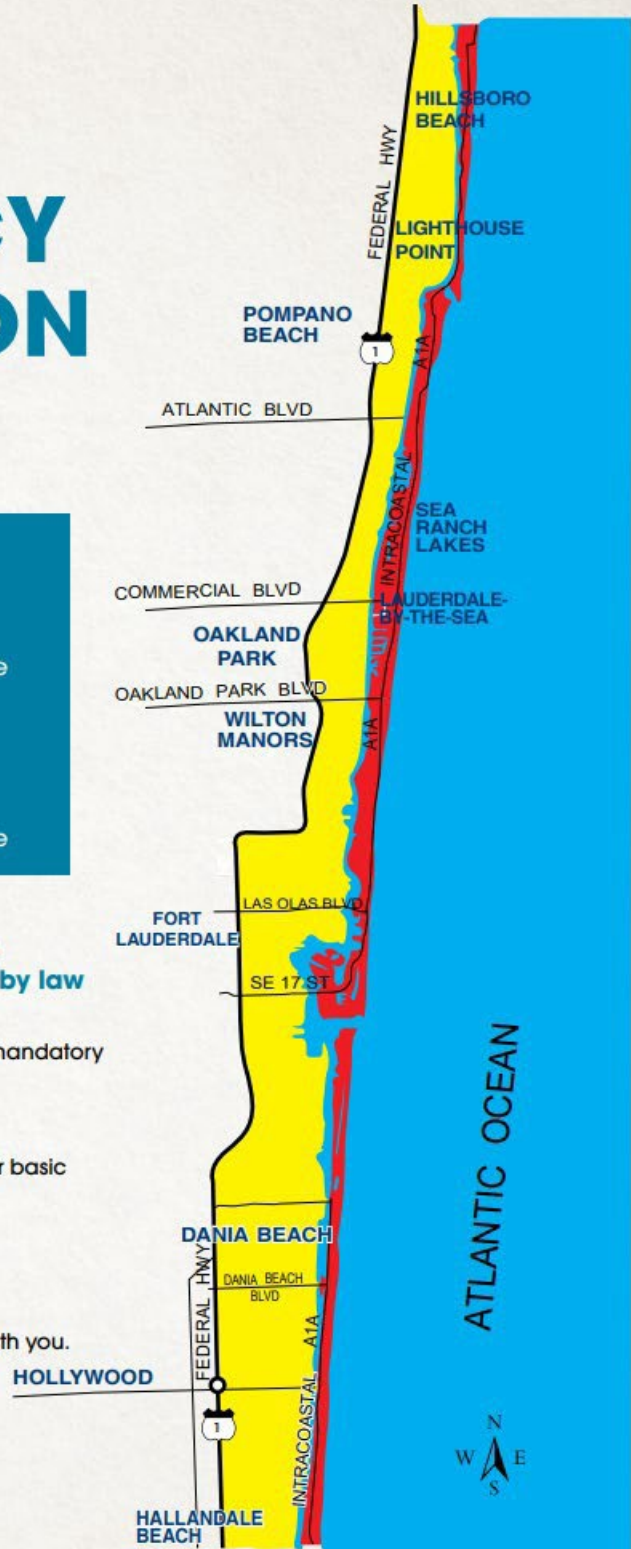 CY
ON
e
e
by law
mandatory
r basic
th you.
HILLSBORO
BEACH
FEDERAL HWY
LIGHTHOUSE
POINT
POMPANO
BEACH
1
A1A
ATLANTIC BLVD
INTRACOASTAL
SEA
RANCH
LAKES
COMMERCIAL BLVD
LAUDERDALE-
BY-THE-SEA
OAKLAND
PARK
OAKLAND PARK BLVD
WILTON
MANORS
A1A
LAS OLAS BLVD
FORT
LAUDERDALE
SE 17 ST
ATLANTIC OCEAN
DANIA BEACH
FEDERAL HWY
DANIA BEACH
BLVD
A1A
HOLLYWOOD
INTRACOASTAL
1
N
W E
S
HALLANDALE
BEACH